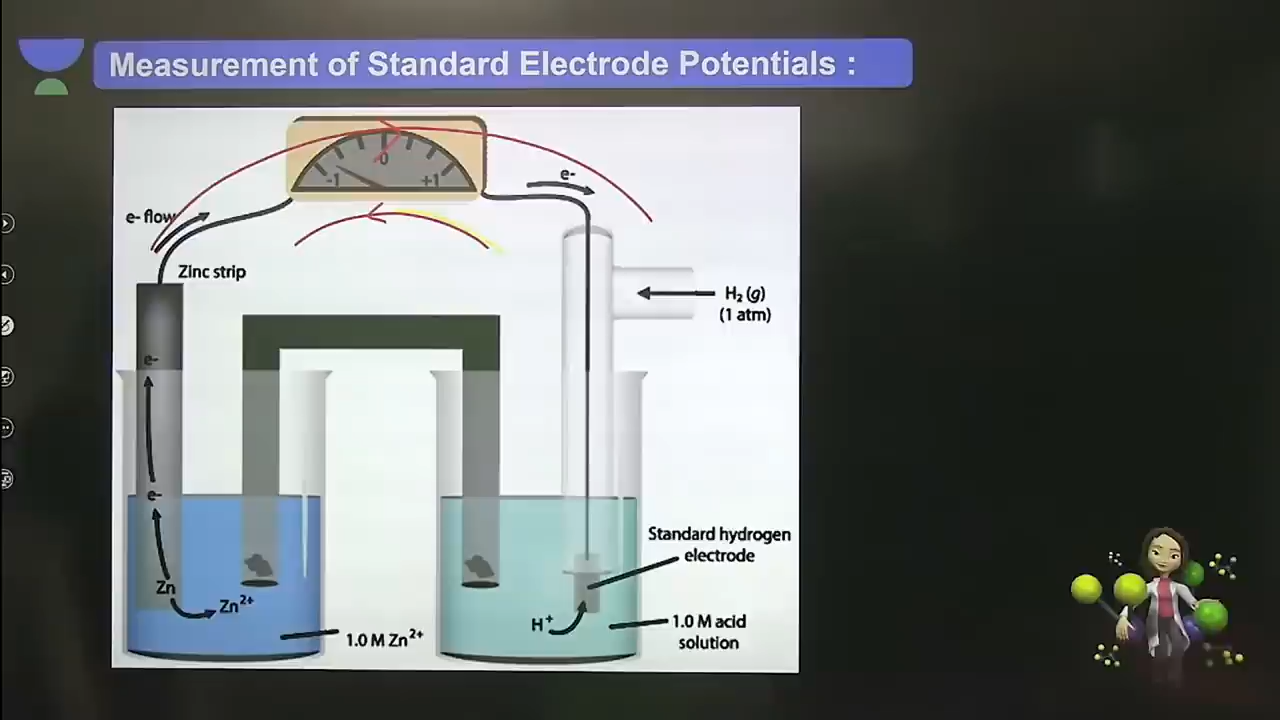 Measurement of Standard Electrode Potentials :
-1
0
+1
e-
e- flow
Zinc strip
H₂ (g)
(1 atm)
e-
e-
Zn
Zn²⁺
1.0 M Zn²⁺
H⁺
Standard hydrogen
electrode
1.0 M acid
solution